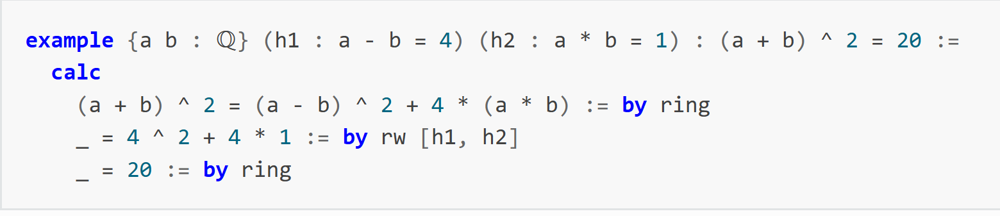 example {a b : ℚ} (h1 : a - b = 4) (h2 : a * b = 1) : (a + b) ^ 2 = 20 :=
  calc
    (a + b) ^ 2 = (a - b) ^ 2 + 4 * (a * b) := by ring
    _ = 4 ^ 2 + 4 * 1 := by rw [h1, h2]
    _ = 20 := by ring